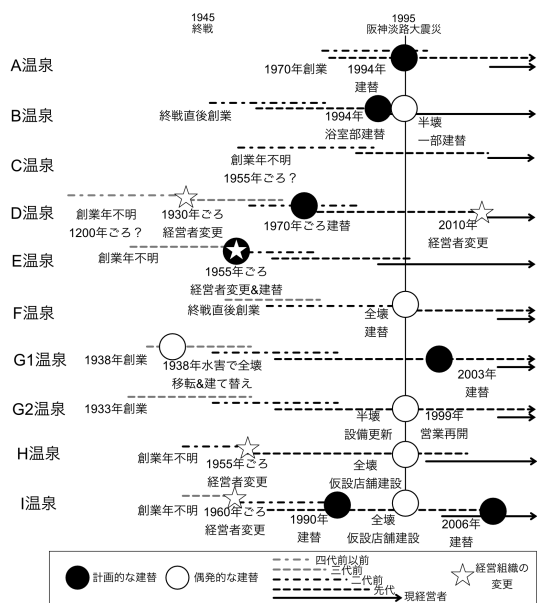 1945
終戦
1995
阪神淡路大震災
A温泉
1970年創業
1994年
建替
B温泉
終戦直後創業
1994年
浴室部建替
半壊
一部建替
C温泉
創業年不明
1955年ごろ？
D温泉
創業年不明
1200年ごろ？
1930年ごろ
経営者変更
1970年ごろ建替
2010年
経営者変更
E温泉
創業年不明
1955年ごろ
経営者変更&建替
F温泉
終戦直後創業
全壊
建替
G1温泉
1938年創業
1938年水害で全壊
移転&建て替え
2003年
建替
G2温泉
1933年創業
半壊
設備更新
1999年
営業再開
H温泉
創業年不明
1955年ごろ
経営者変更
全壊
仮設店舗建設
I温泉
創業年不明
1960年ごろ
経営者変更
1990年
建替
全壊
仮設店舗建設
2006年
建替
計画的な建替
偶発的な建替
四代前以前
三代前
二代前
先代
現経営者
経営組織の
変更